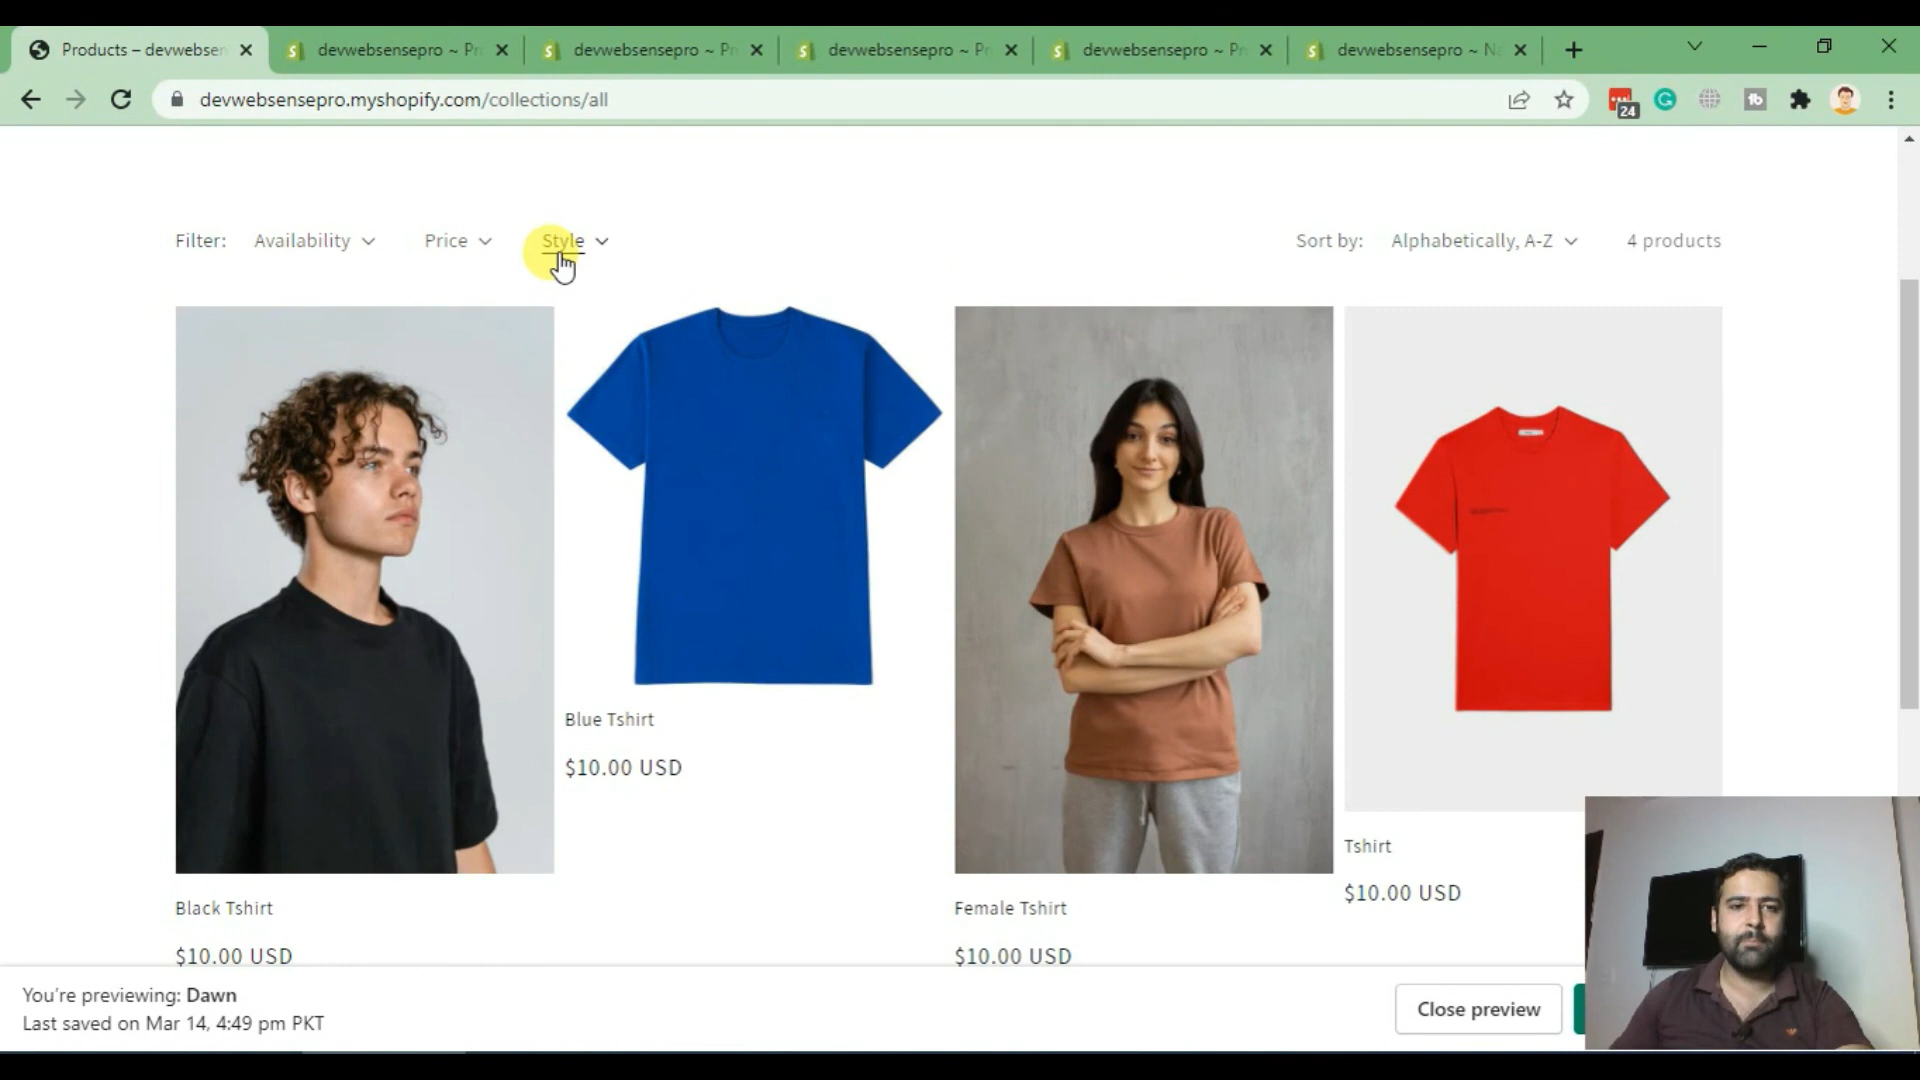 Products – devwebsen
devwebsensepro ~ Pr
devwebsensepro ~ Pr
devwebsensepro ~ Pr
devwebsensepro ~ Pr
devwebsensepro ~ Na
devwebsensepro.myshopify.com/collections/all
24
Filter: Availability Price Style
Sort by: Alphabetically, A-Z 4 products
Blue Tshirt
$10.00 USD
Tshirt
$10.00 USD
Black Tshirt
$10.00 USD
Female Tshirt
$10.00 USD
You're previewing: Dawn
Last saved on Mar 14, 4:49 pm PKT
Close preview